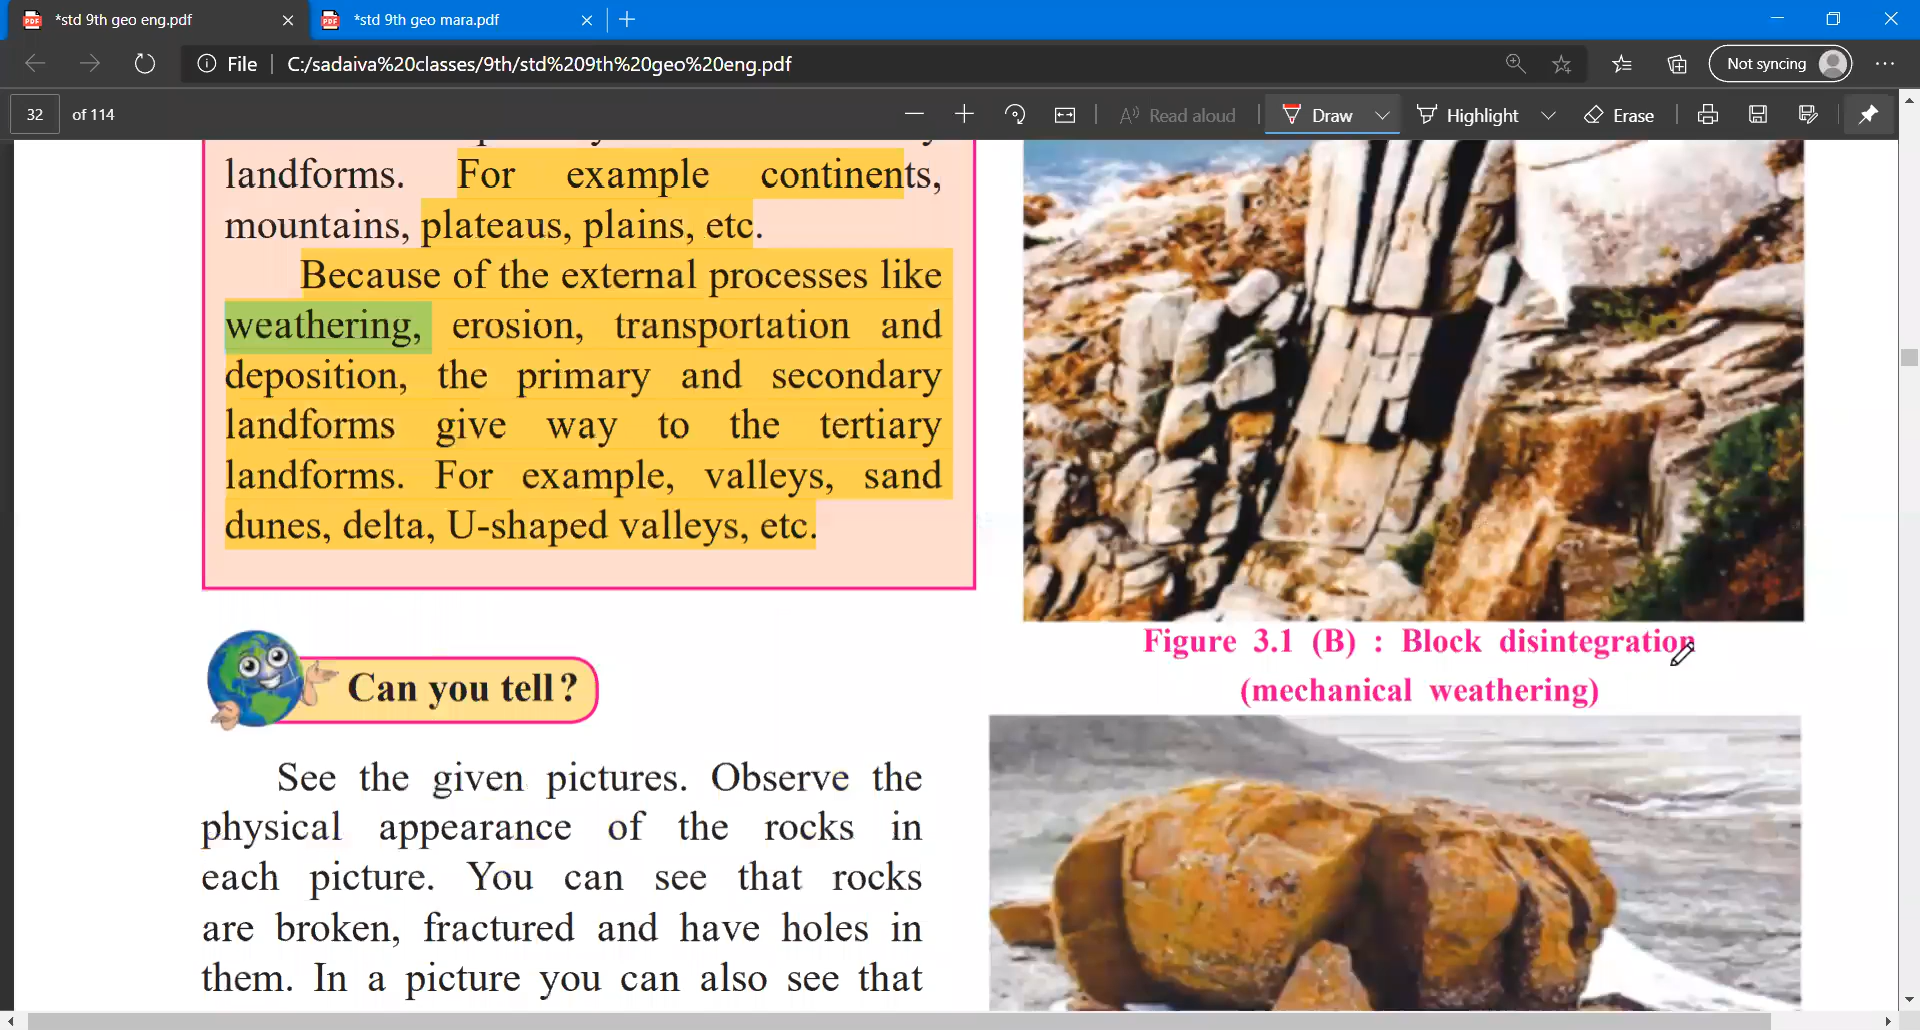 *std 9th geo eng.pdf
*std 9th geo mara.pdf
File C:/sadaiva%20classes/9th/std%209th%20geo%20eng.pdf
Not syncing
32 of 114
Read aloud
Draw
Highlight
Erase
landforms. For example continents,
mountains, plateaus, plains, etc.
Because of the external processes like
weathering, erosion, transportation and
deposition, the primary and secondary
landforms give way to the tertiary
landforms. For example, valleys, sand
dunes, delta, U-shaped valleys, etc.
Can you tell?
See the given pictures. Observe the
physical appearance of the rocks in
each picture. You can see that rocks
are broken, fractured and have holes in
them. In a picture you can also see that
Figure 3.1 (B) : Block disintegration
(mechanical weathering)